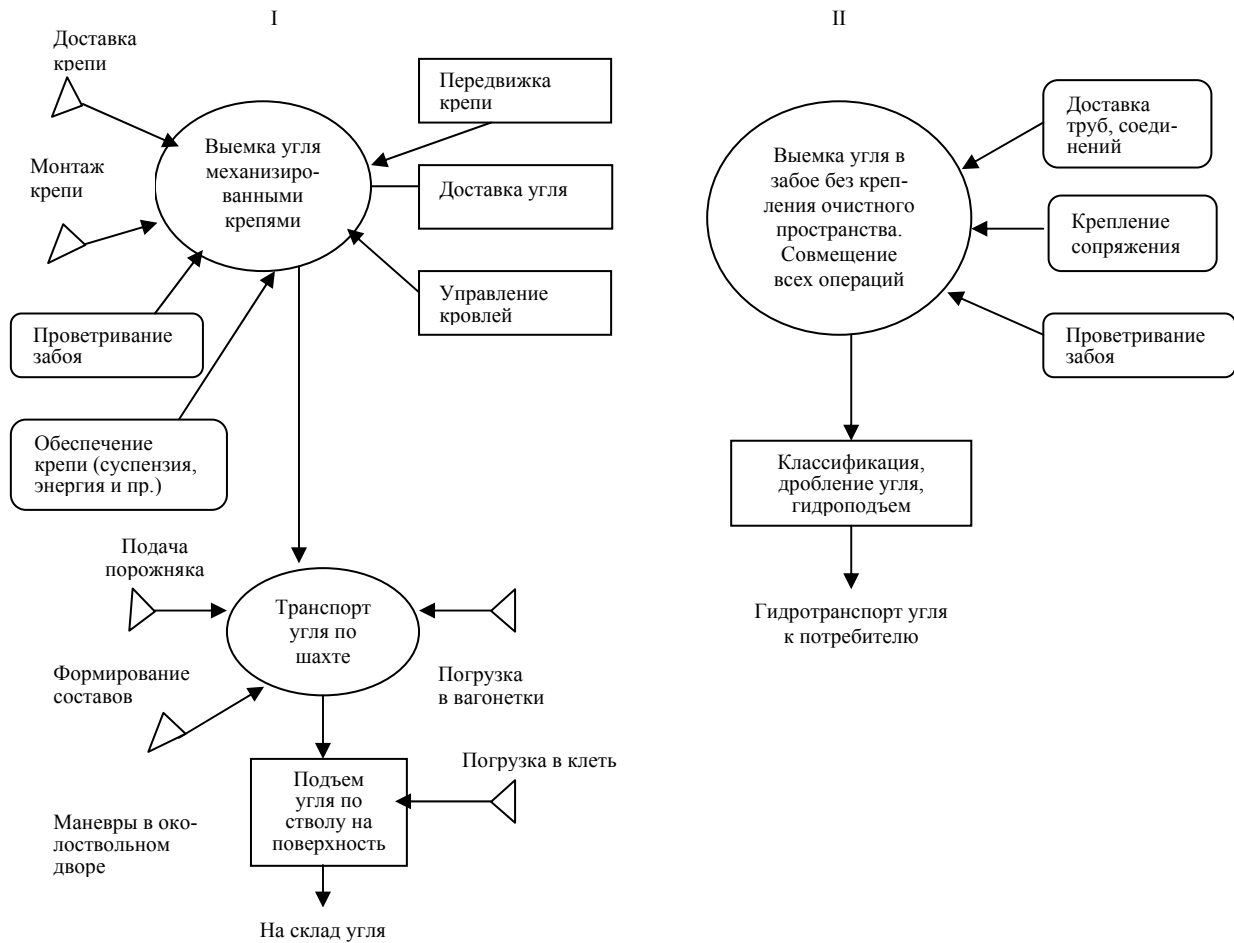 I
Доставка
крепи
Передвижка
крепи
Выемка угля
механизиро-
ванными
крепями
Монтаж
крепи
Доставка угля
Управление
кровлей
Проветривание
забоя
Обеспечение
крепи (суспензия,
энергия и пр.)
Подача
порожняка
Транспорт
угля по
шахте
Формирование
составов
Погрузка
в вагонетки
Погрузка в клеть
Подъем
угля по
стволу на
поверхность
Маневры в око-
лоствольном
дворе
На склад угля
II
Доставка
труб, соеди-
нений
Выемка угля в
забое без креп-
ления очистного
пространства.
Совмещение
всех операций
Крепление
сопряжения
Проветривание
забоя
Классификация,
дробление угля,
гидроподъем
Гидротранспорт угля
к потребителю